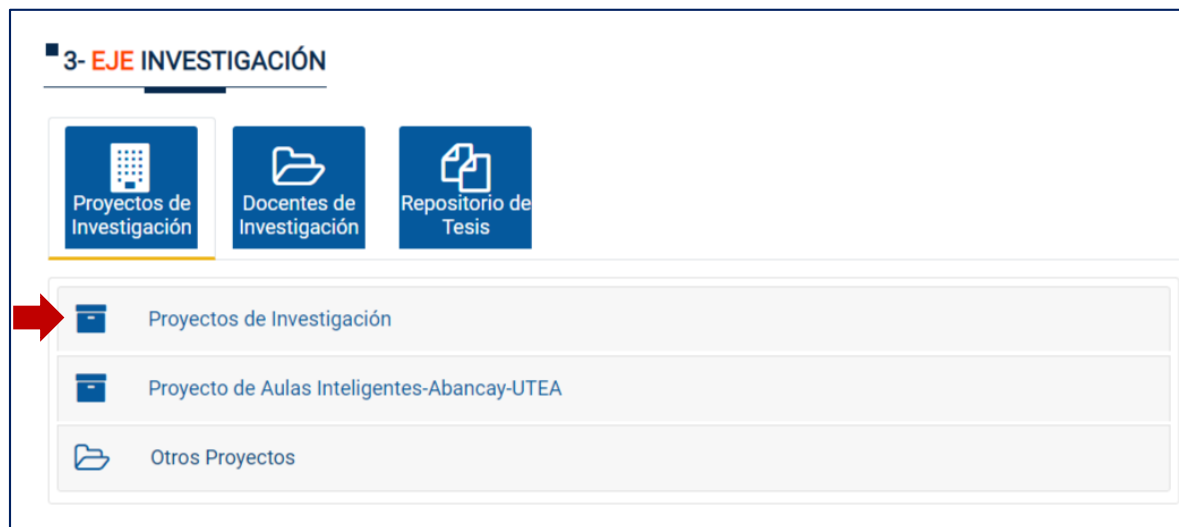 3- EJE INVESTIGACIÓN
Proyectos de
Investigación
Docentes de
Investigación
Repositorio de
Tesis
Proyectos de Investigación
Proyecto de Aulas Inteligentes-Abancay-UTEA
Otros Proyectos